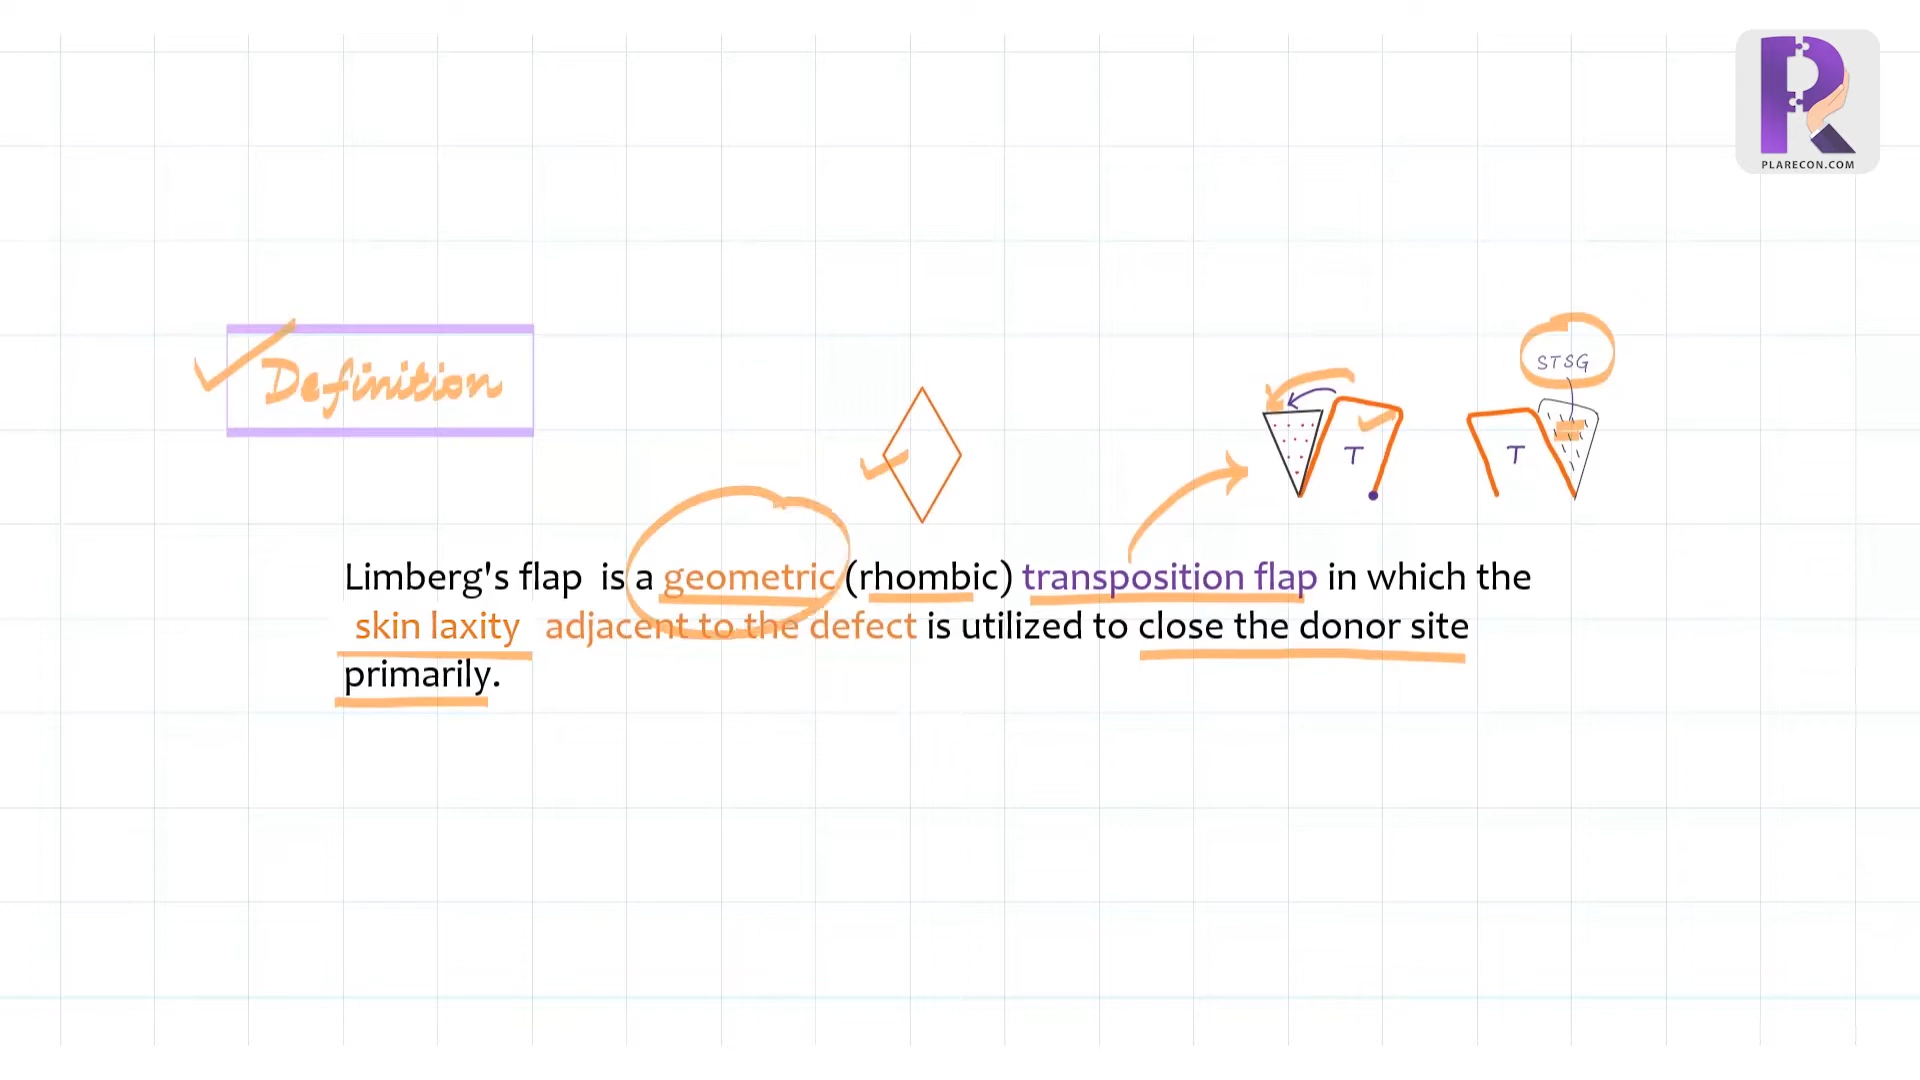 PLARECON.COM
Definition
STSG
T
T
Limberg's flap is a geometric (rhombic) transposition flap in which the
skin laxity adjacent to the defect is utilized to close the donor site
primarily.